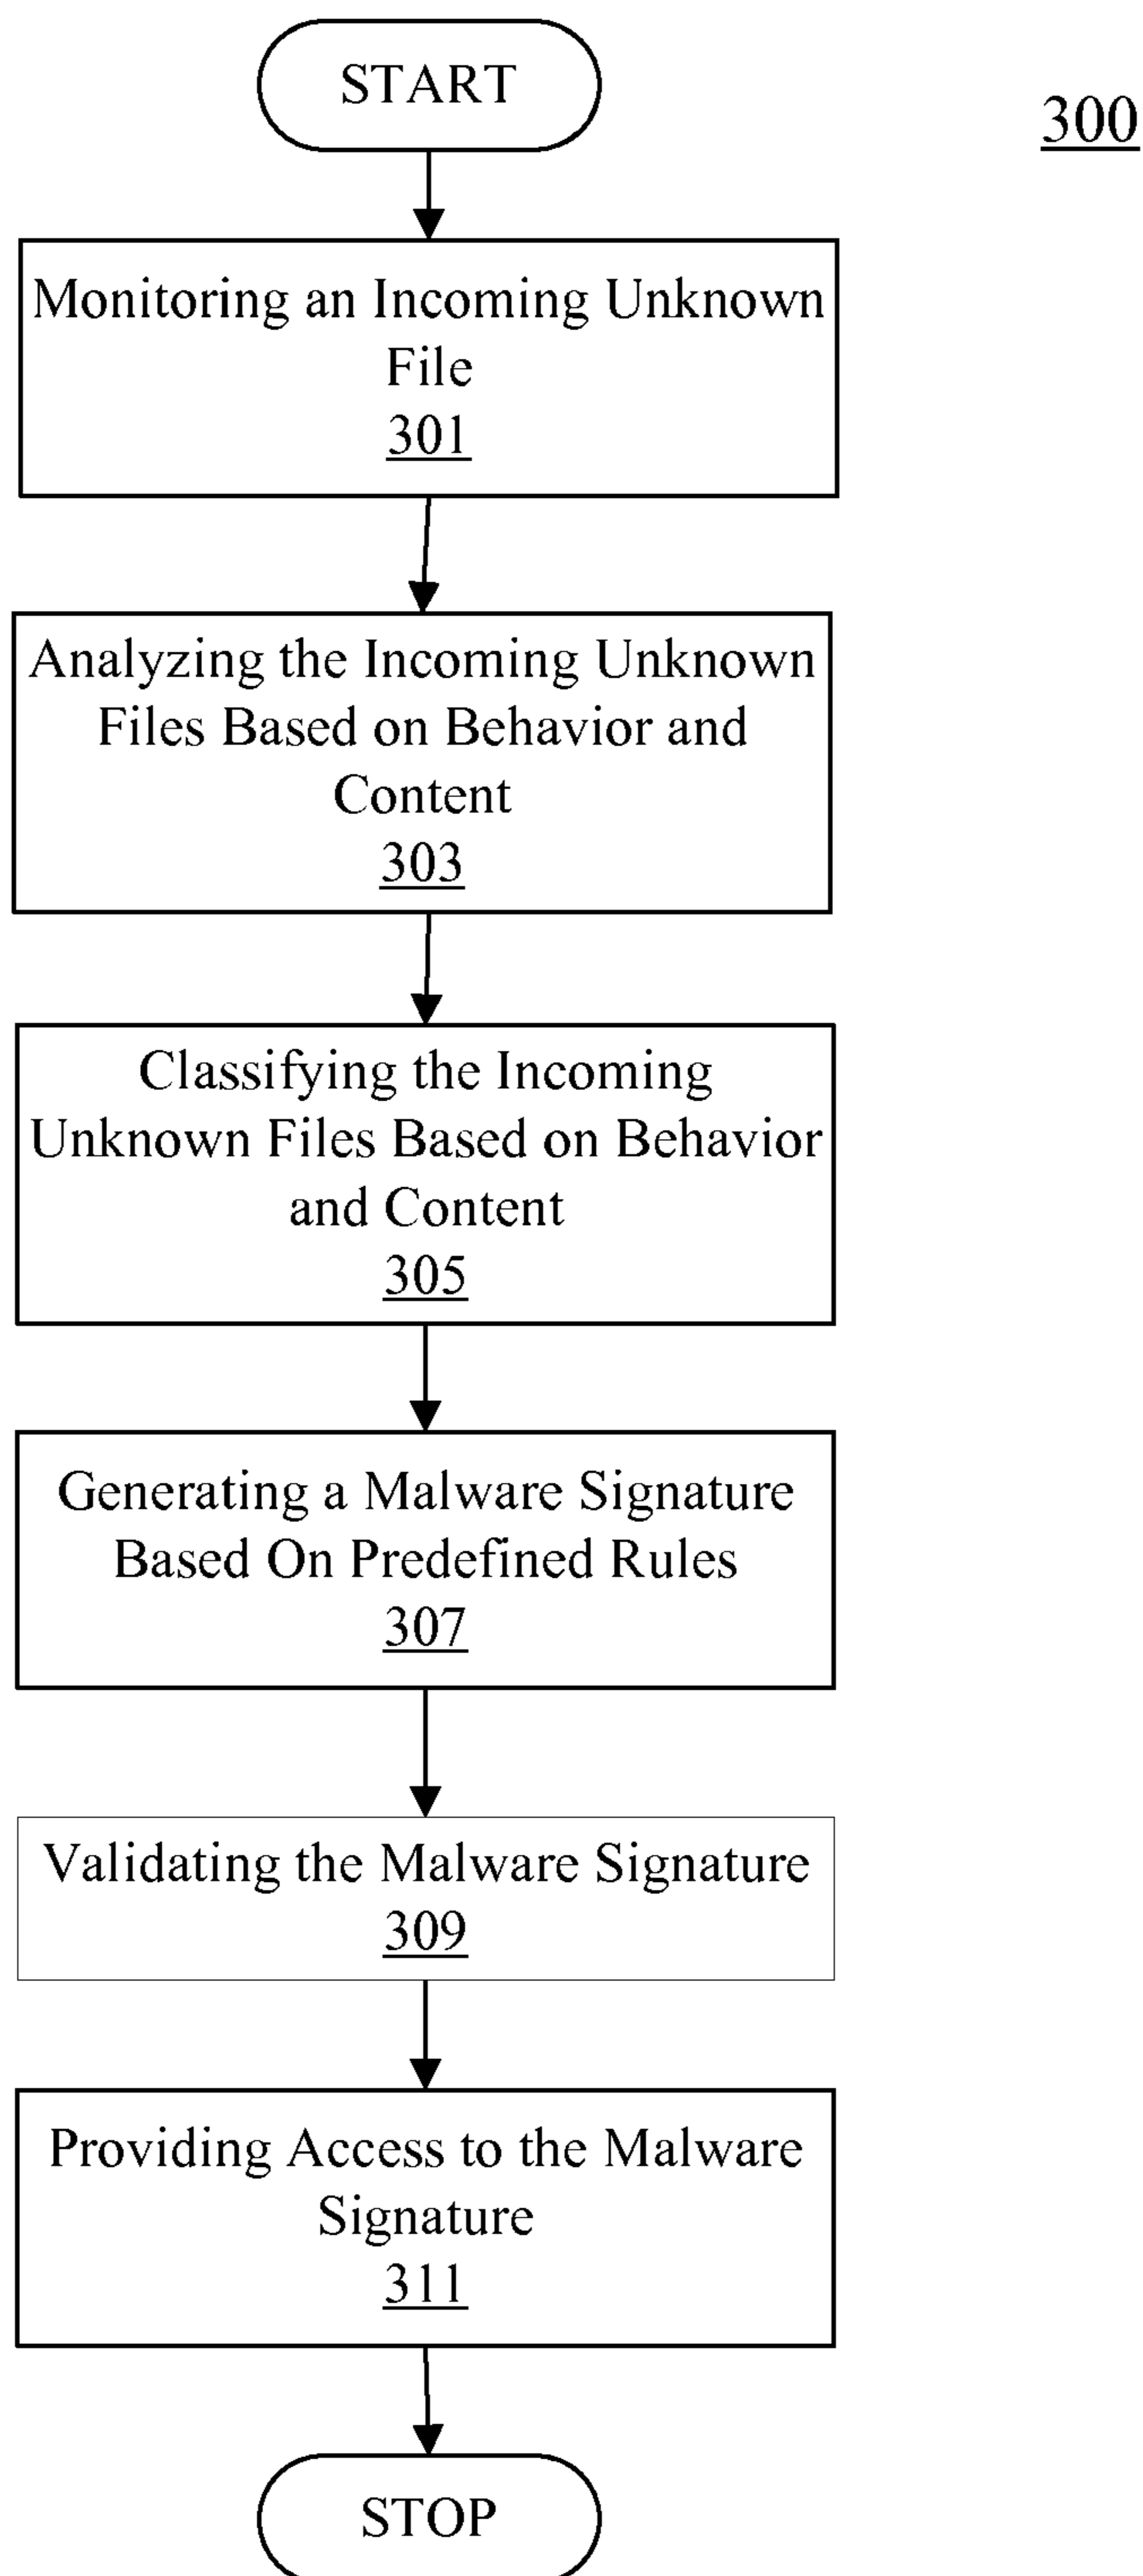 START
300
Monitoring an Incoming Unknown
File
301
Analyzing the Incoming Unknown
Files Based on Behavior and
Content
303
Classifying the Incoming
Unknown Files Based on Behavior
and Content
305
Generating a Malware Signature
Based On Predefined Rules
307
Validating the Malware Signature
309
Providing Access to the Malware
Signature
311
STOP